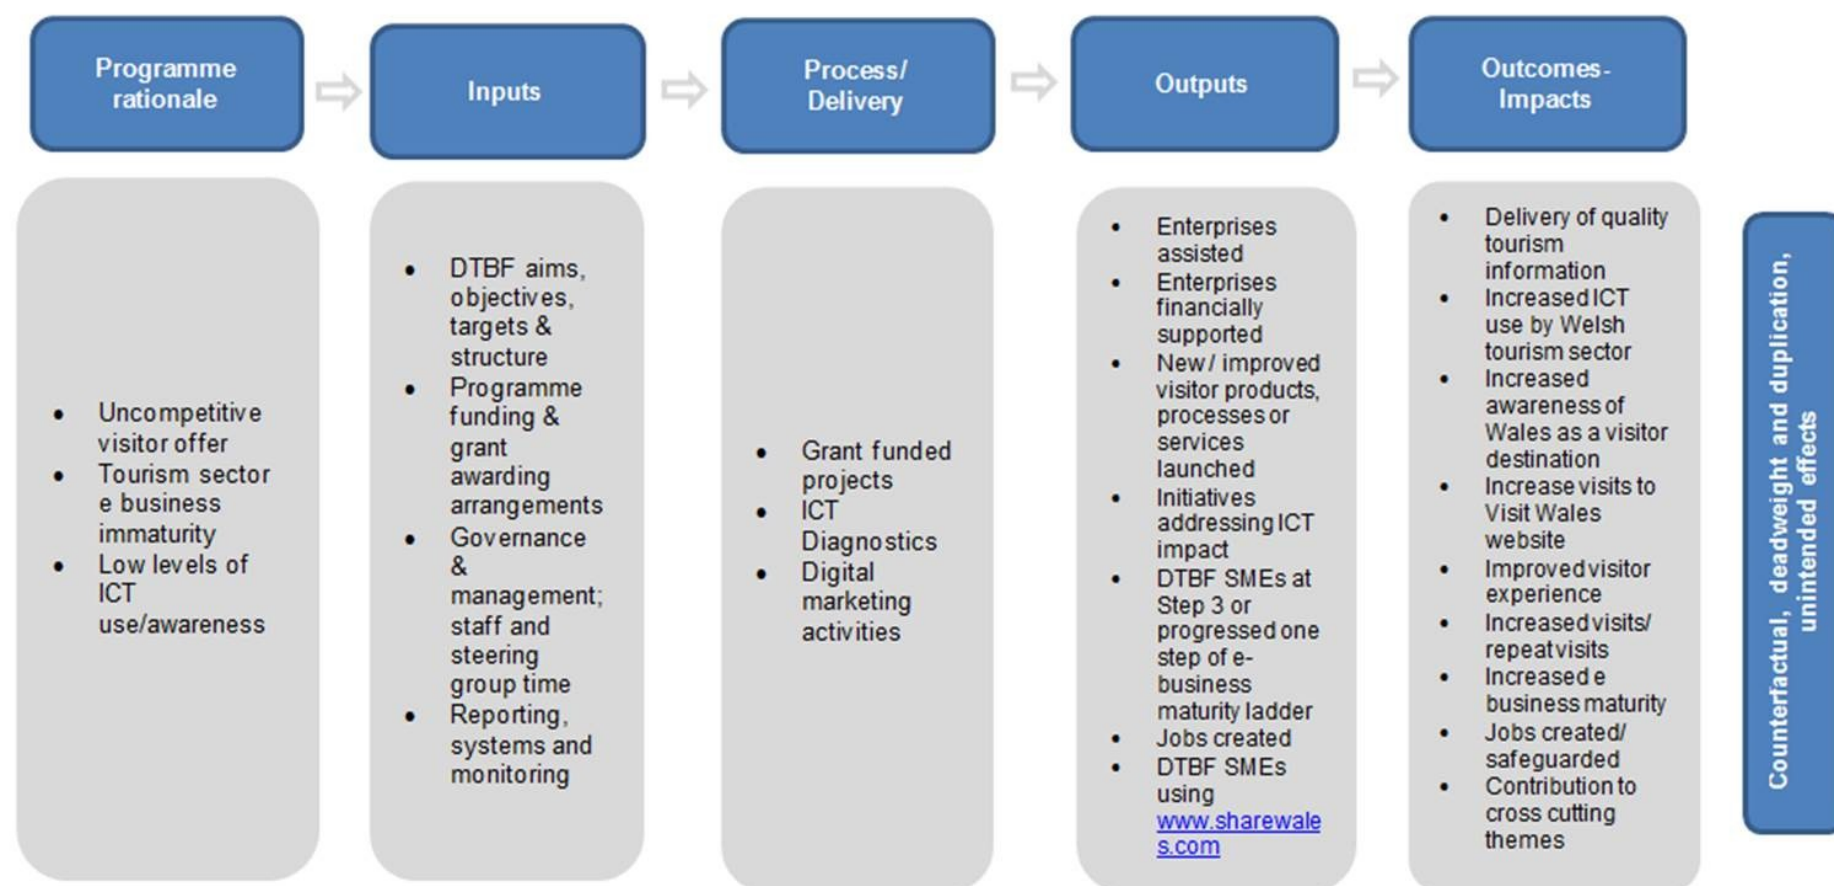 Programme
rationale
Inputs
Process/
Delivery
Outputs
Outcomes-
Impacts
• Uncompetitive
visitor offer
• Tourism sector
e business
immaturity
• Low levels of
ICT
use/awareness
• DTBF aims,
objectives,
targets &
structure
• Programme
funding &
grant
awarding
arrangements
• Governance
&
management;
staff and
steering
group time
• Reporting,
systems and
monitoring
• Grant funded
projects
• ICT
Diagnostics
• Digital
marketing
activities
• Enterprises
assisted
• Enterprises
financially
supported
• New / improved
visitor products,
processes or
services
launched
• Initiatives
addressing ICT
impact
• DTBF SMEs at
Step 3 or
progressed one
step of e-
business
maturity ladder
• Jobs created
• DTBF SMEs
using
www.sharewale
s.com
• Delivery of quality
tourism
information
• Increased ICT
use by Welsh
tourism sector
• Increased
awareness of
Wales as a visitor
destination
• Increase visits to
Visit Wales
website
• Improved visitor
experience
• Increased visits/
repeat visits
• Increased e
business maturity
• Jobs created/
safeguarded
• Contribution to
cross cutting
themes
Counterfactual, deadweight and duplication,
unintended effects